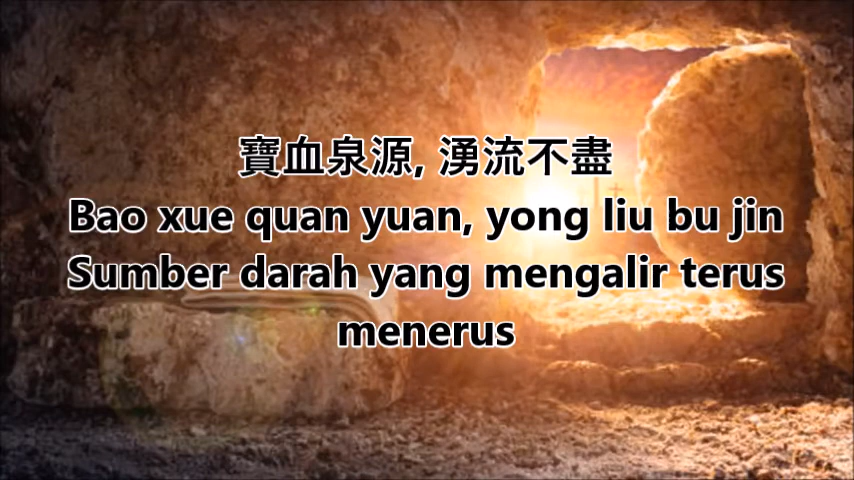 寶血泉源, 湧流不盡
Bao xue quan yuan, yong liu bu jin
Sumber darah yang mengalir terus
menerus